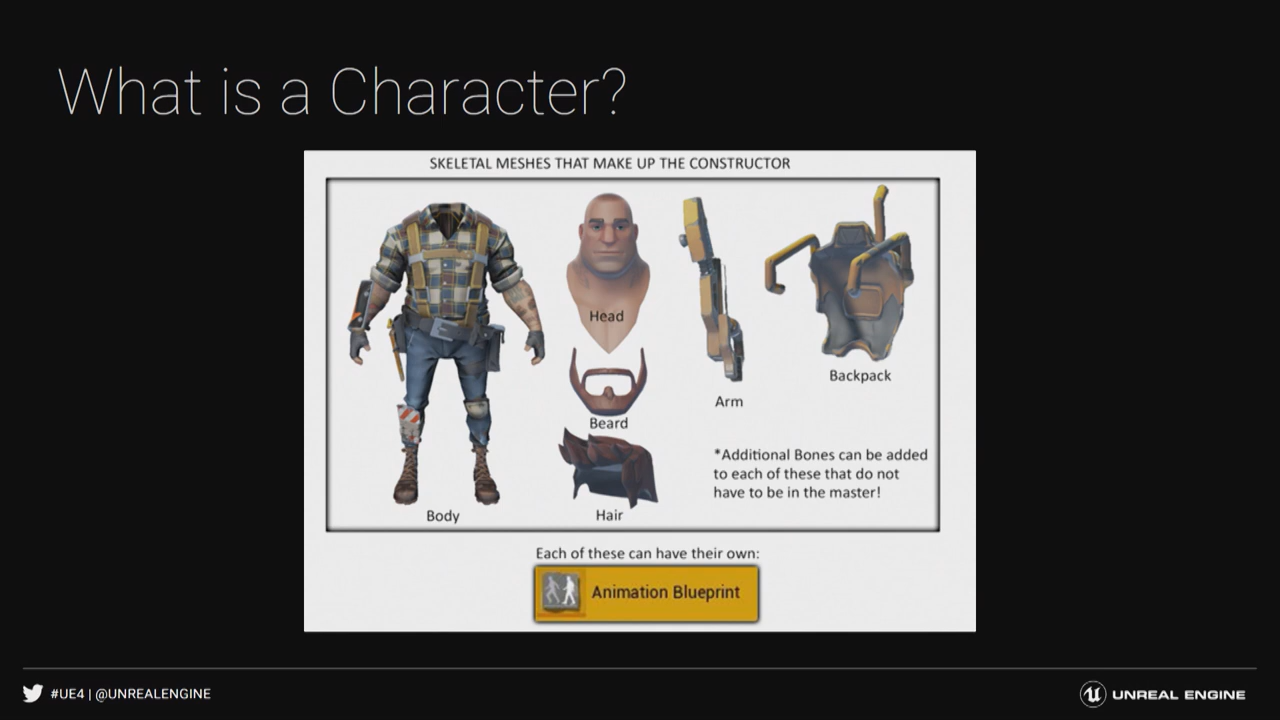 What is a Character?
SKELETAL MESHES THAT MAKE UP THE CONSTRUCTOR
Head
Backpack
Arm
Beard
*Additional Bones can be added
to each of these that do not
have to be in the master!
Body
Hair
Each of these can have their own:
Animation Blueprint
#UE4 | @UNREALENGINE
UNREAL ENGINE